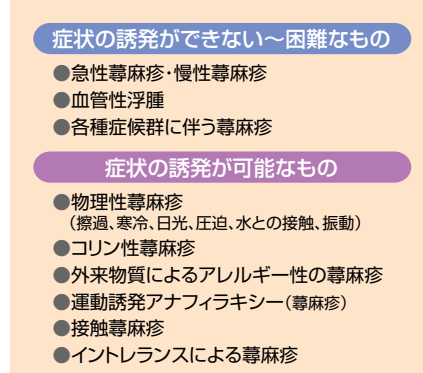 症状の誘発ができない～困難なもの
●急性蕁麻疹・慢性蕁麻疹
●血管性浮腫
●各種症候群に伴う蕁麻疹
症状の誘発が可能なもの
●物理性蕁麻疹
（擦過、寒冷、日光、圧迫、水との接触、振動）
●コリン性蕁麻疹
●外来物質によるアレルギー性の蕁麻疹
●運動誘発アナフィラキシー（蕁麻疹）
●接触蕁麻疹
●イントレランスによる蕁麻疹